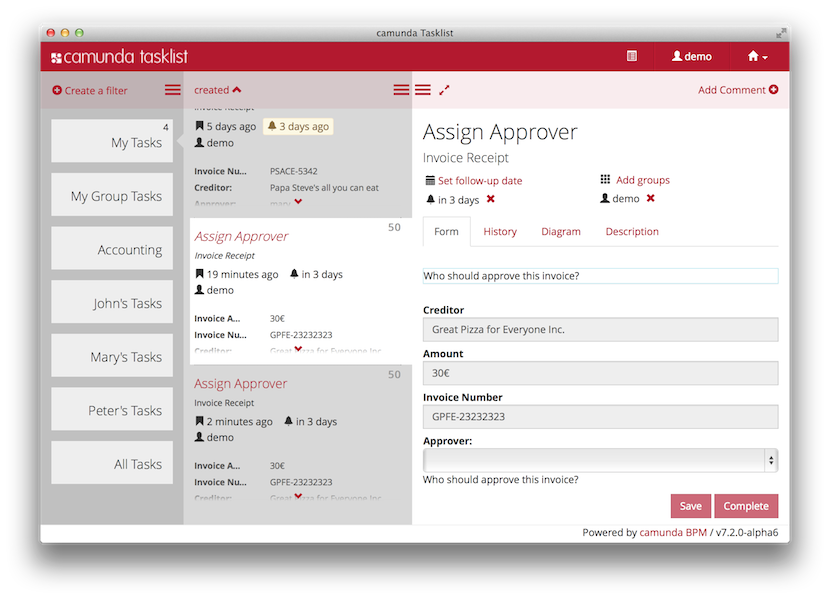 camunda Tasklist
camunda tasklist
demo
Create a filter
created
Add Comment
4
My Tasks
My Group Tasks
Accounting
John's Tasks
Mary's Tasks
Peter's Tasks
All Tasks
Invoice Receipt
5 days ago 3 days ago
demo
Invoice Nu... PSACE-5342
Creditor: Papa Steve's all you can eat
Approver: mary
50
Assign Approver
Invoice Receipt
19 minutes ago in 3 days
demo
Invoice A... 30€
Invoice Nu... GPFE-23232323
Creditor: Great Pizza for Everyone Inc.
50
Assign Approver
Invoice Receipt
2 minutes ago in 3 days
demo
Invoice A... 30€
Invoice Nu... GPFE-23232323
Creditor: Great Pizza for Everyone Inc.
Assign Approver
Invoice Receipt
Set follow-up date Add groups
in 3 days demo
Form History Diagram Description
Who should approve this invoice?
Creditor
Great Pizza for Everyone Inc.
Amount
30€
Invoice Number
GPFE-23232323
Approver:
Who should approve this invoice?
Save Complete
Powered by camunda BPM / v7.2.0-alpha6